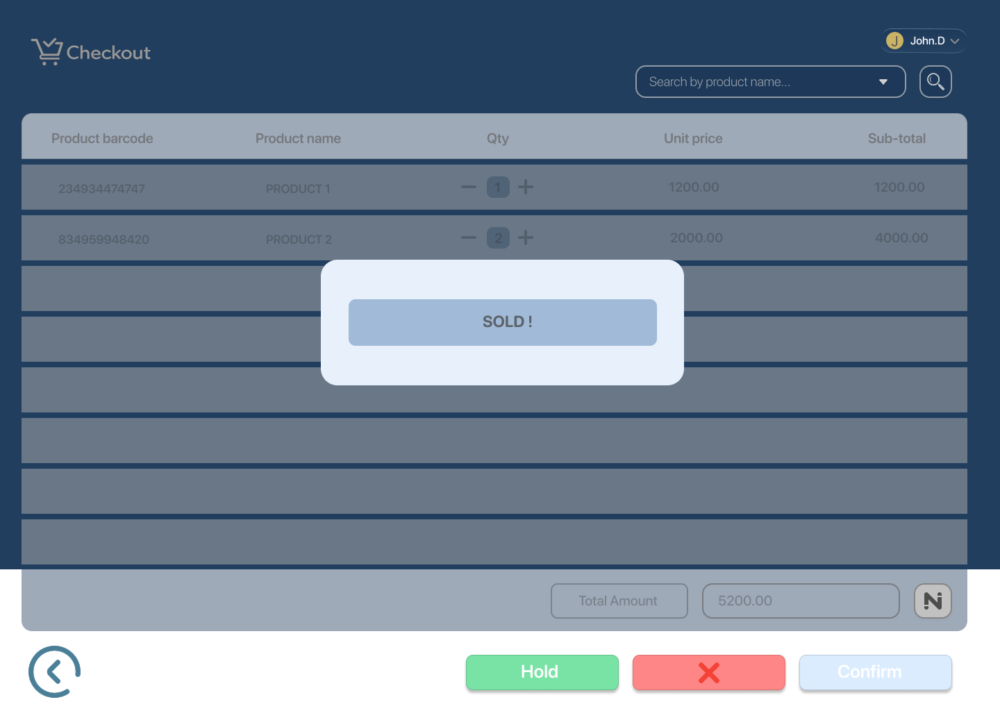 Checkout
J John.D
Search by product name...
Product barcode Product name Qty Unit price Sub-total
234934474747 PRODUCT 1 1 1200.00 1200.00
834959948420 PRODUCT 2 2 2000.00 4000.00
SOLD !
Total Amount 5200.00
Hold Confirm